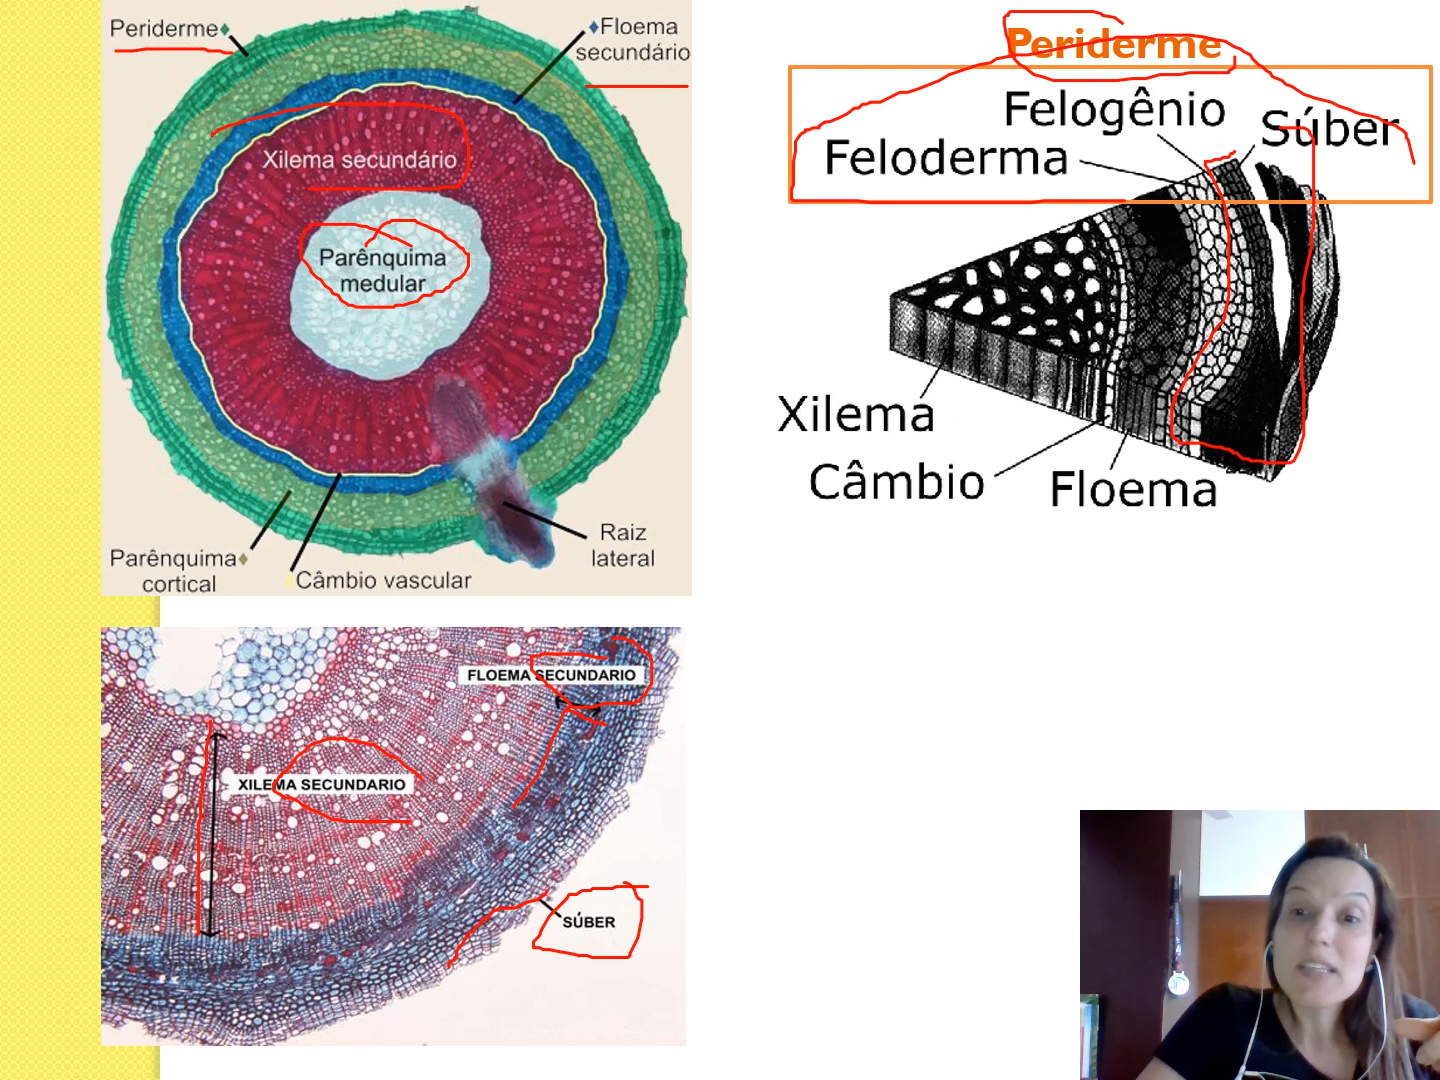 Periderme
Floema
secundário
Xilema secundário
Parênquima
medular
Raiz
lateral
Parênquima
cortical
Câmbio vascular
Periderme
Felogênio
Súber
Feloderma
Xilema
Câmbio
Floema
FLOEMA SECUNDARIO
XILEMA SECUNDARIO
SÚBER